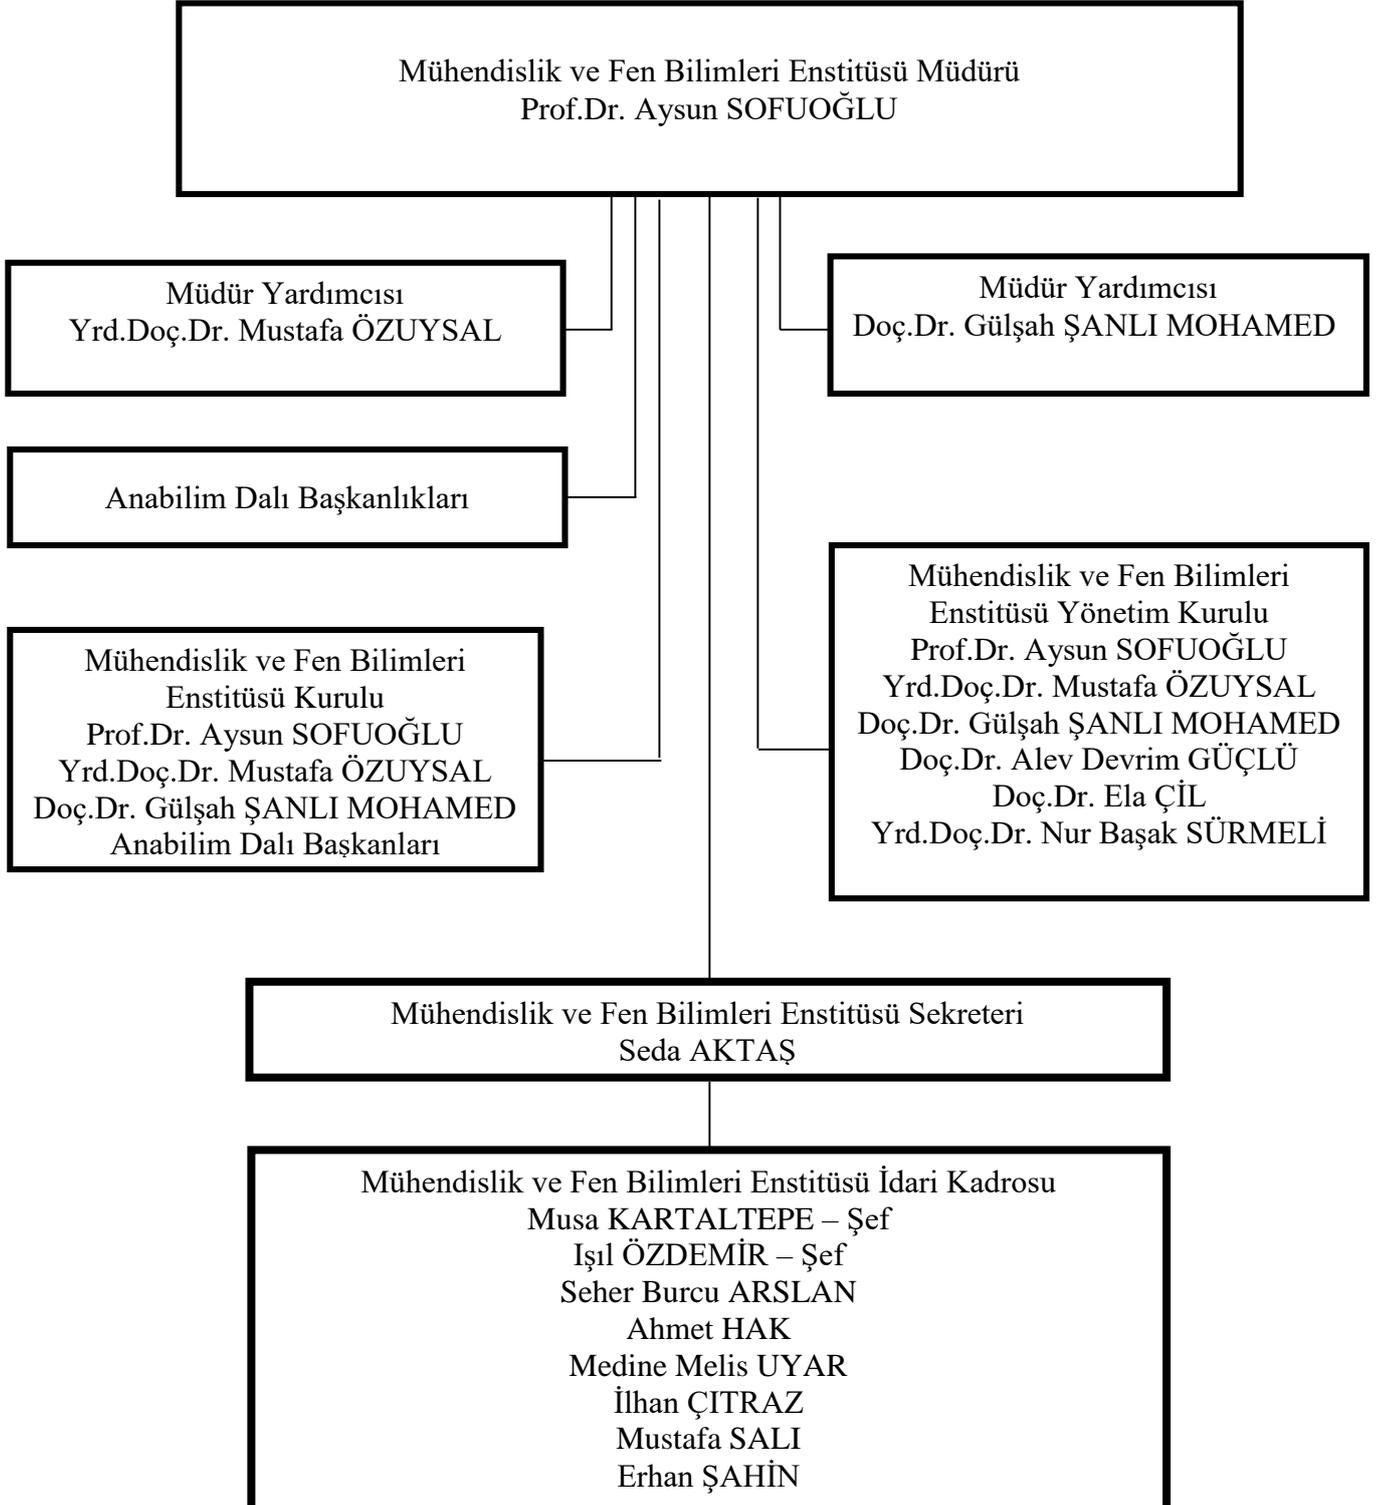 Mühendislik ve Fen Bilimleri Enstitüsü Müdürü
Prof.Dr. Aysun SOFUOĞLU
Müdür Yardımcısı
Yrd.Doç.Dr. Mustafa ÖZUYSAL
Müdür Yardımcısı
Doç.Dr. Gülşah ŞANLI MOHAMED
Anabilim Dalı Başkanlıkları
Mühendislik ve Fen Bilimleri
Enstitüsü Kurulu
Prof.Dr. Aysun SOFUOĞLU
Yrd.Doç.Dr. Mustafa ÖZUYSAL
Doç.Dr. Gülşah ŞANLI MOHAMED
Anabilim Dalı Başkanları
Mühendislik ve Fen Bilimleri
Enstitüsü Yönetim Kurulu
Prof.Dr. Aysun SOFUOĞLU
Yrd.Doç.Dr. Mustafa ÖZUYSAL
Doç.Dr. Gülşah ŞANLI MOHAMED
Doç.Dr. Alev Devrim GÜÇLÜ
Doç.Dr. Ela ÇİL
Yrd.Doç.Dr. Nur Başak SÜRMELİ
Mühendislik ve Fen Bilimleri Enstitüsü Sekreteri
Seda AKTAŞ
Mühendislik ve Fen Bilimleri Enstitüsü İdari Kadrosu
Musa KARTALTEPE – Şef
Işıl ÖZDEMİR – Şef
Seher Burcu ARSLAN
Ahmet HAK
Medine Melis UYAR
İlhan ÇITRAZ
Mustafa SALI
Erhan ŞAHİN